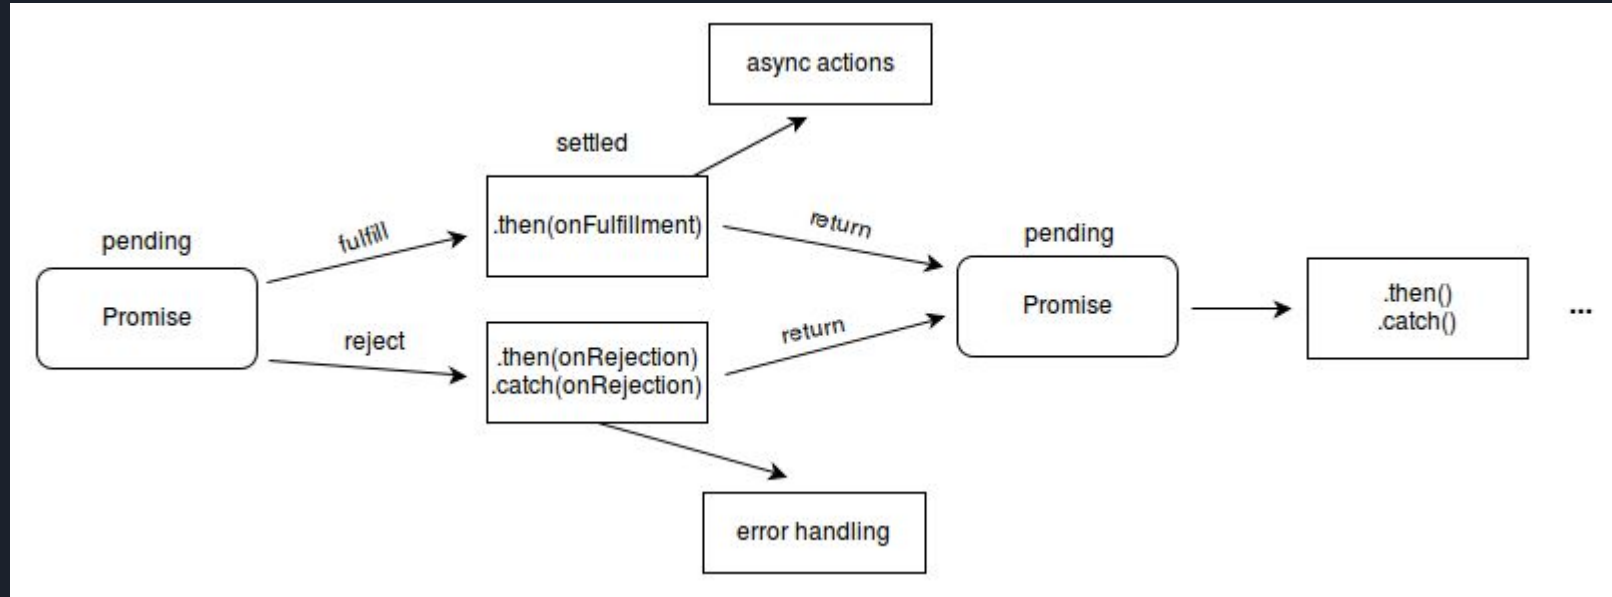 async actions
settled
.then(onFulfillment)
fulfill
return
pending
pending
Promise
Promise
.then()
.catch()
...
reject
return
.then(onRejection)
.catch(onRejection)
error handling